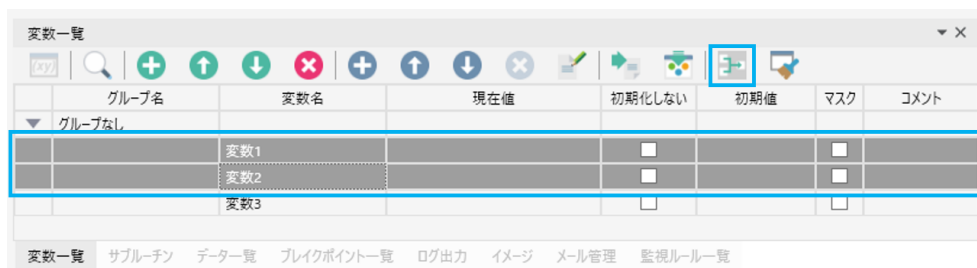 変数一覧
(x,y)
グループ名 変数名 現在値 初期化しない 初期値 マスク コメント
グループなし
変数1
変数2
変数3
変数一覧 サブルーチン データ一覧 ブレイクポイント一覧 ログ出力 イメージ メール管理 監視ルール一覧